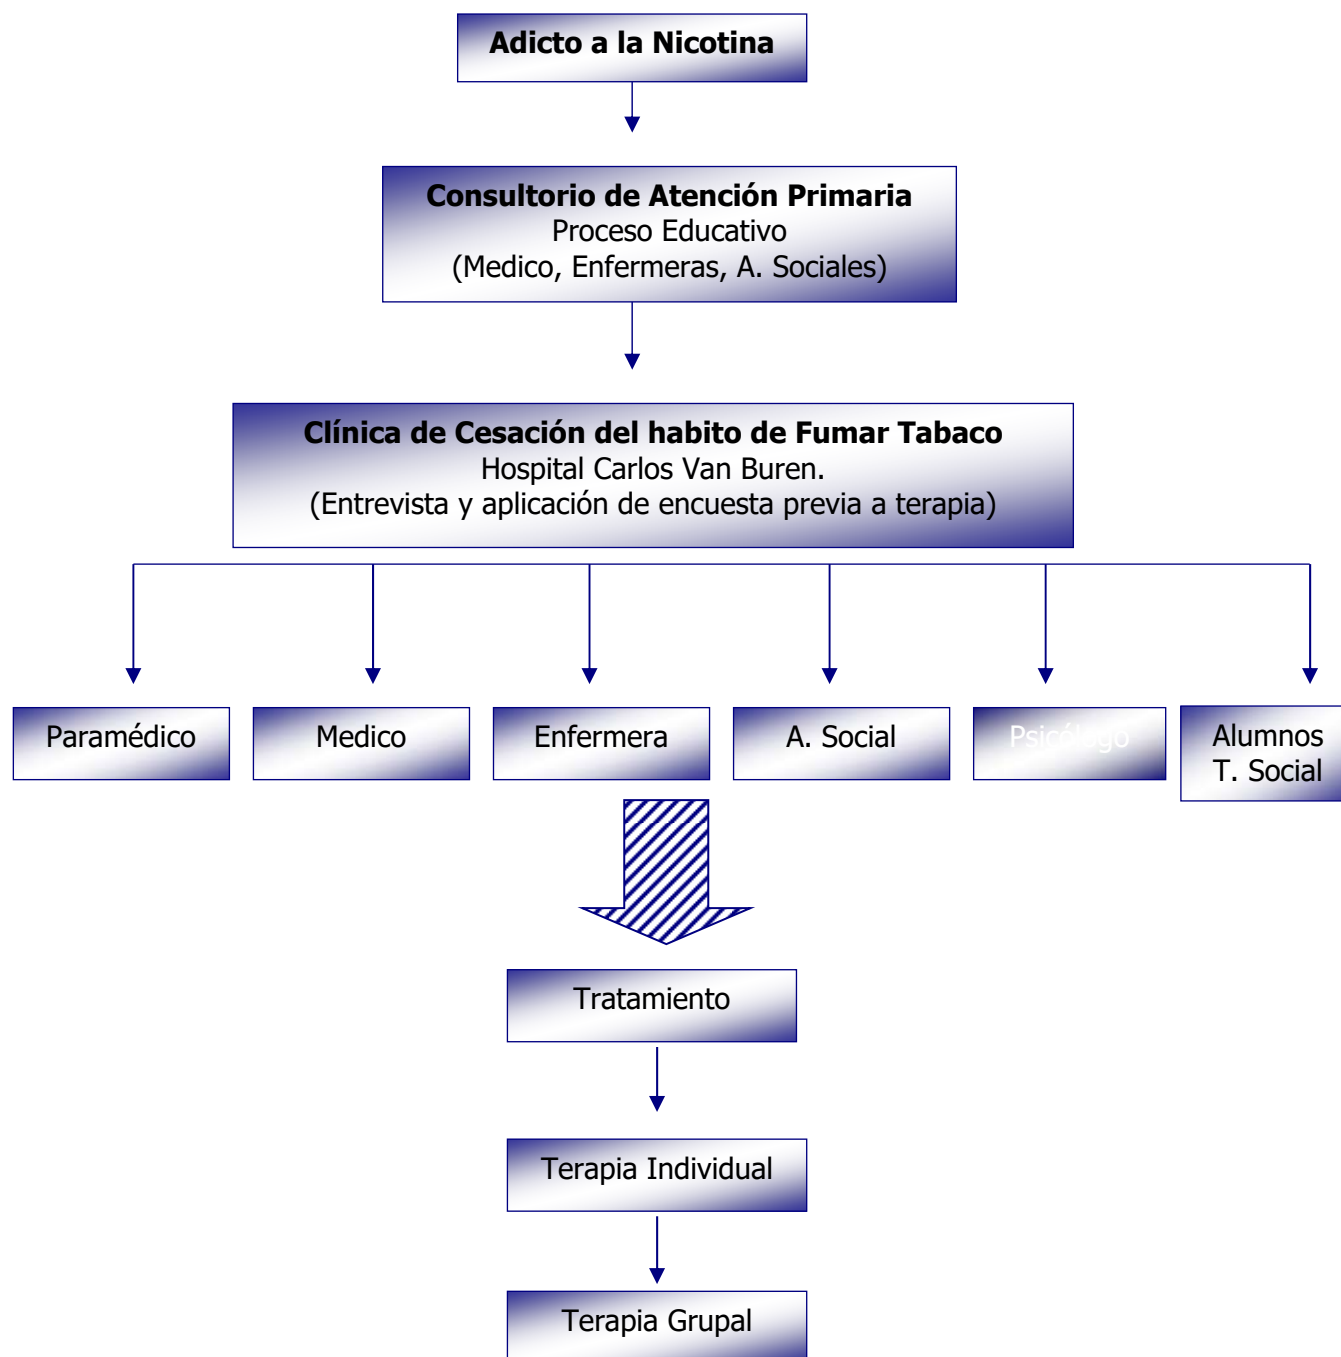 Adicto a la Nicotina
Consultorio de Atención Primaria
Proceso Educativo
(Medico, Enfermeras, A. Sociales)
Clínica de Cesación del habito de Fumar Tabaco
Hospital Carlos Van Buren.
(Entrevista y aplicación de encuesta previa a terapia)
Paramédico
Medico
Enfermera
A. Social
Psicólogo
Alumnos
T. Social
Tratamiento
Terapia Individual
Terapia Grupal